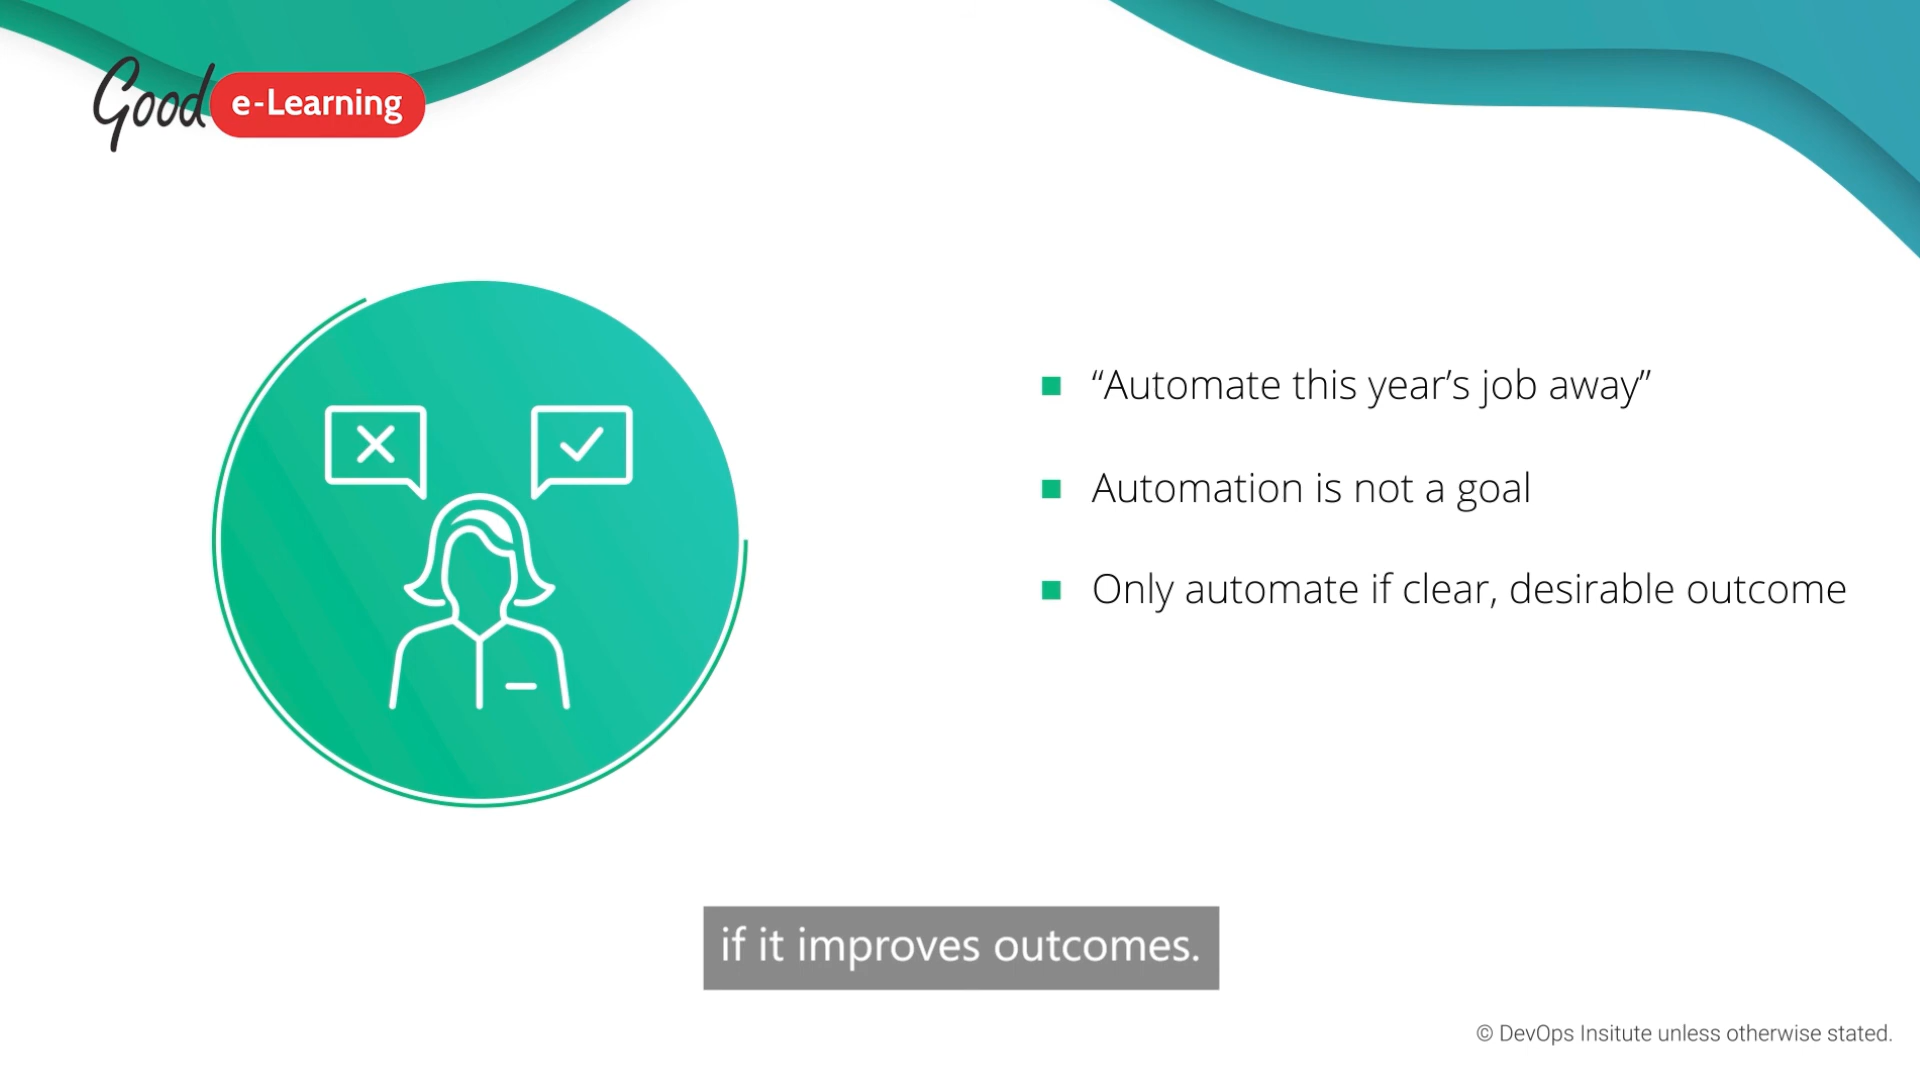 Good e-Learning
“Automate this year’s job away”
Automation is not a goal
Only automate if clear, desirable outcome
if it improves outcomes.
© DevOps Insitute unless otherwise stated.